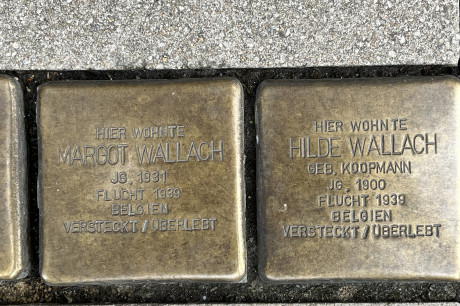 HIER WOHNTE
MARGOT WALLACH
JG. 1931
FLUCHT 1939
BELGIEN
VERSTECKT / ÜBERLEBT
HIER WOHNTE
HILDE WALLACH
GEB. KOOPMANN
JG. 1900
FLUCHT 1939
BELGIEN
VERSTECKT / ÜBERLEBT